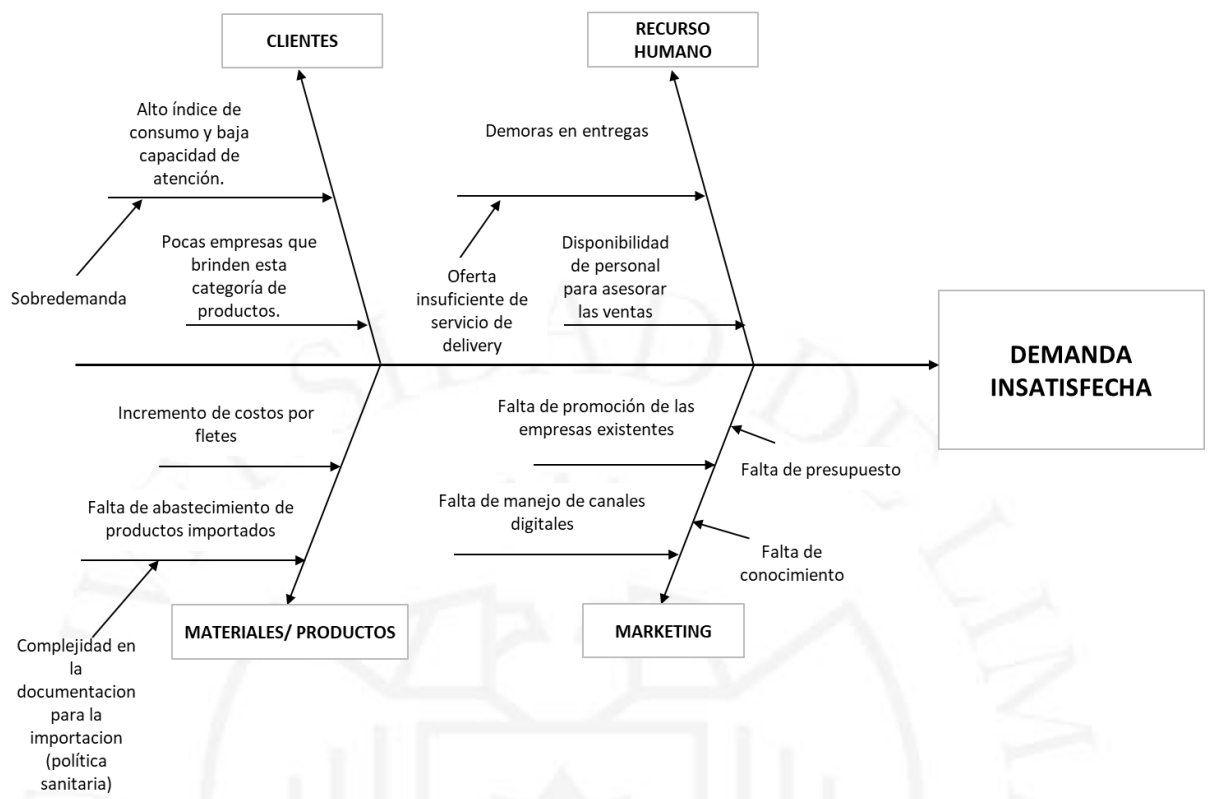 CLIENTES
RECURSO
HUMANO
Alto índice de
consumo y baja
capacidad de
atención.
Demoras en entregas
Pocas empresas que
brinden esta
categoría de
productos.
Sobredemanda
Oferta
insuficiente de
servicio de
delivery
Disponibilidad
de personal
para asesorar
las ventas
DEMANDA
INSATISFECHA
Incremento de costos por
fletes
Falta de promoción de las
empresas existentes
Falta de presupuesto
Falta de abastecimiento de
productos importados
Falta de manejo de canales
digitales
Falta de
conocimiento
MATERIALES/ PRODUCTOS
MARKETING
Complejidad en
la
documentacion
para la
importacion
(política
sanitaria)